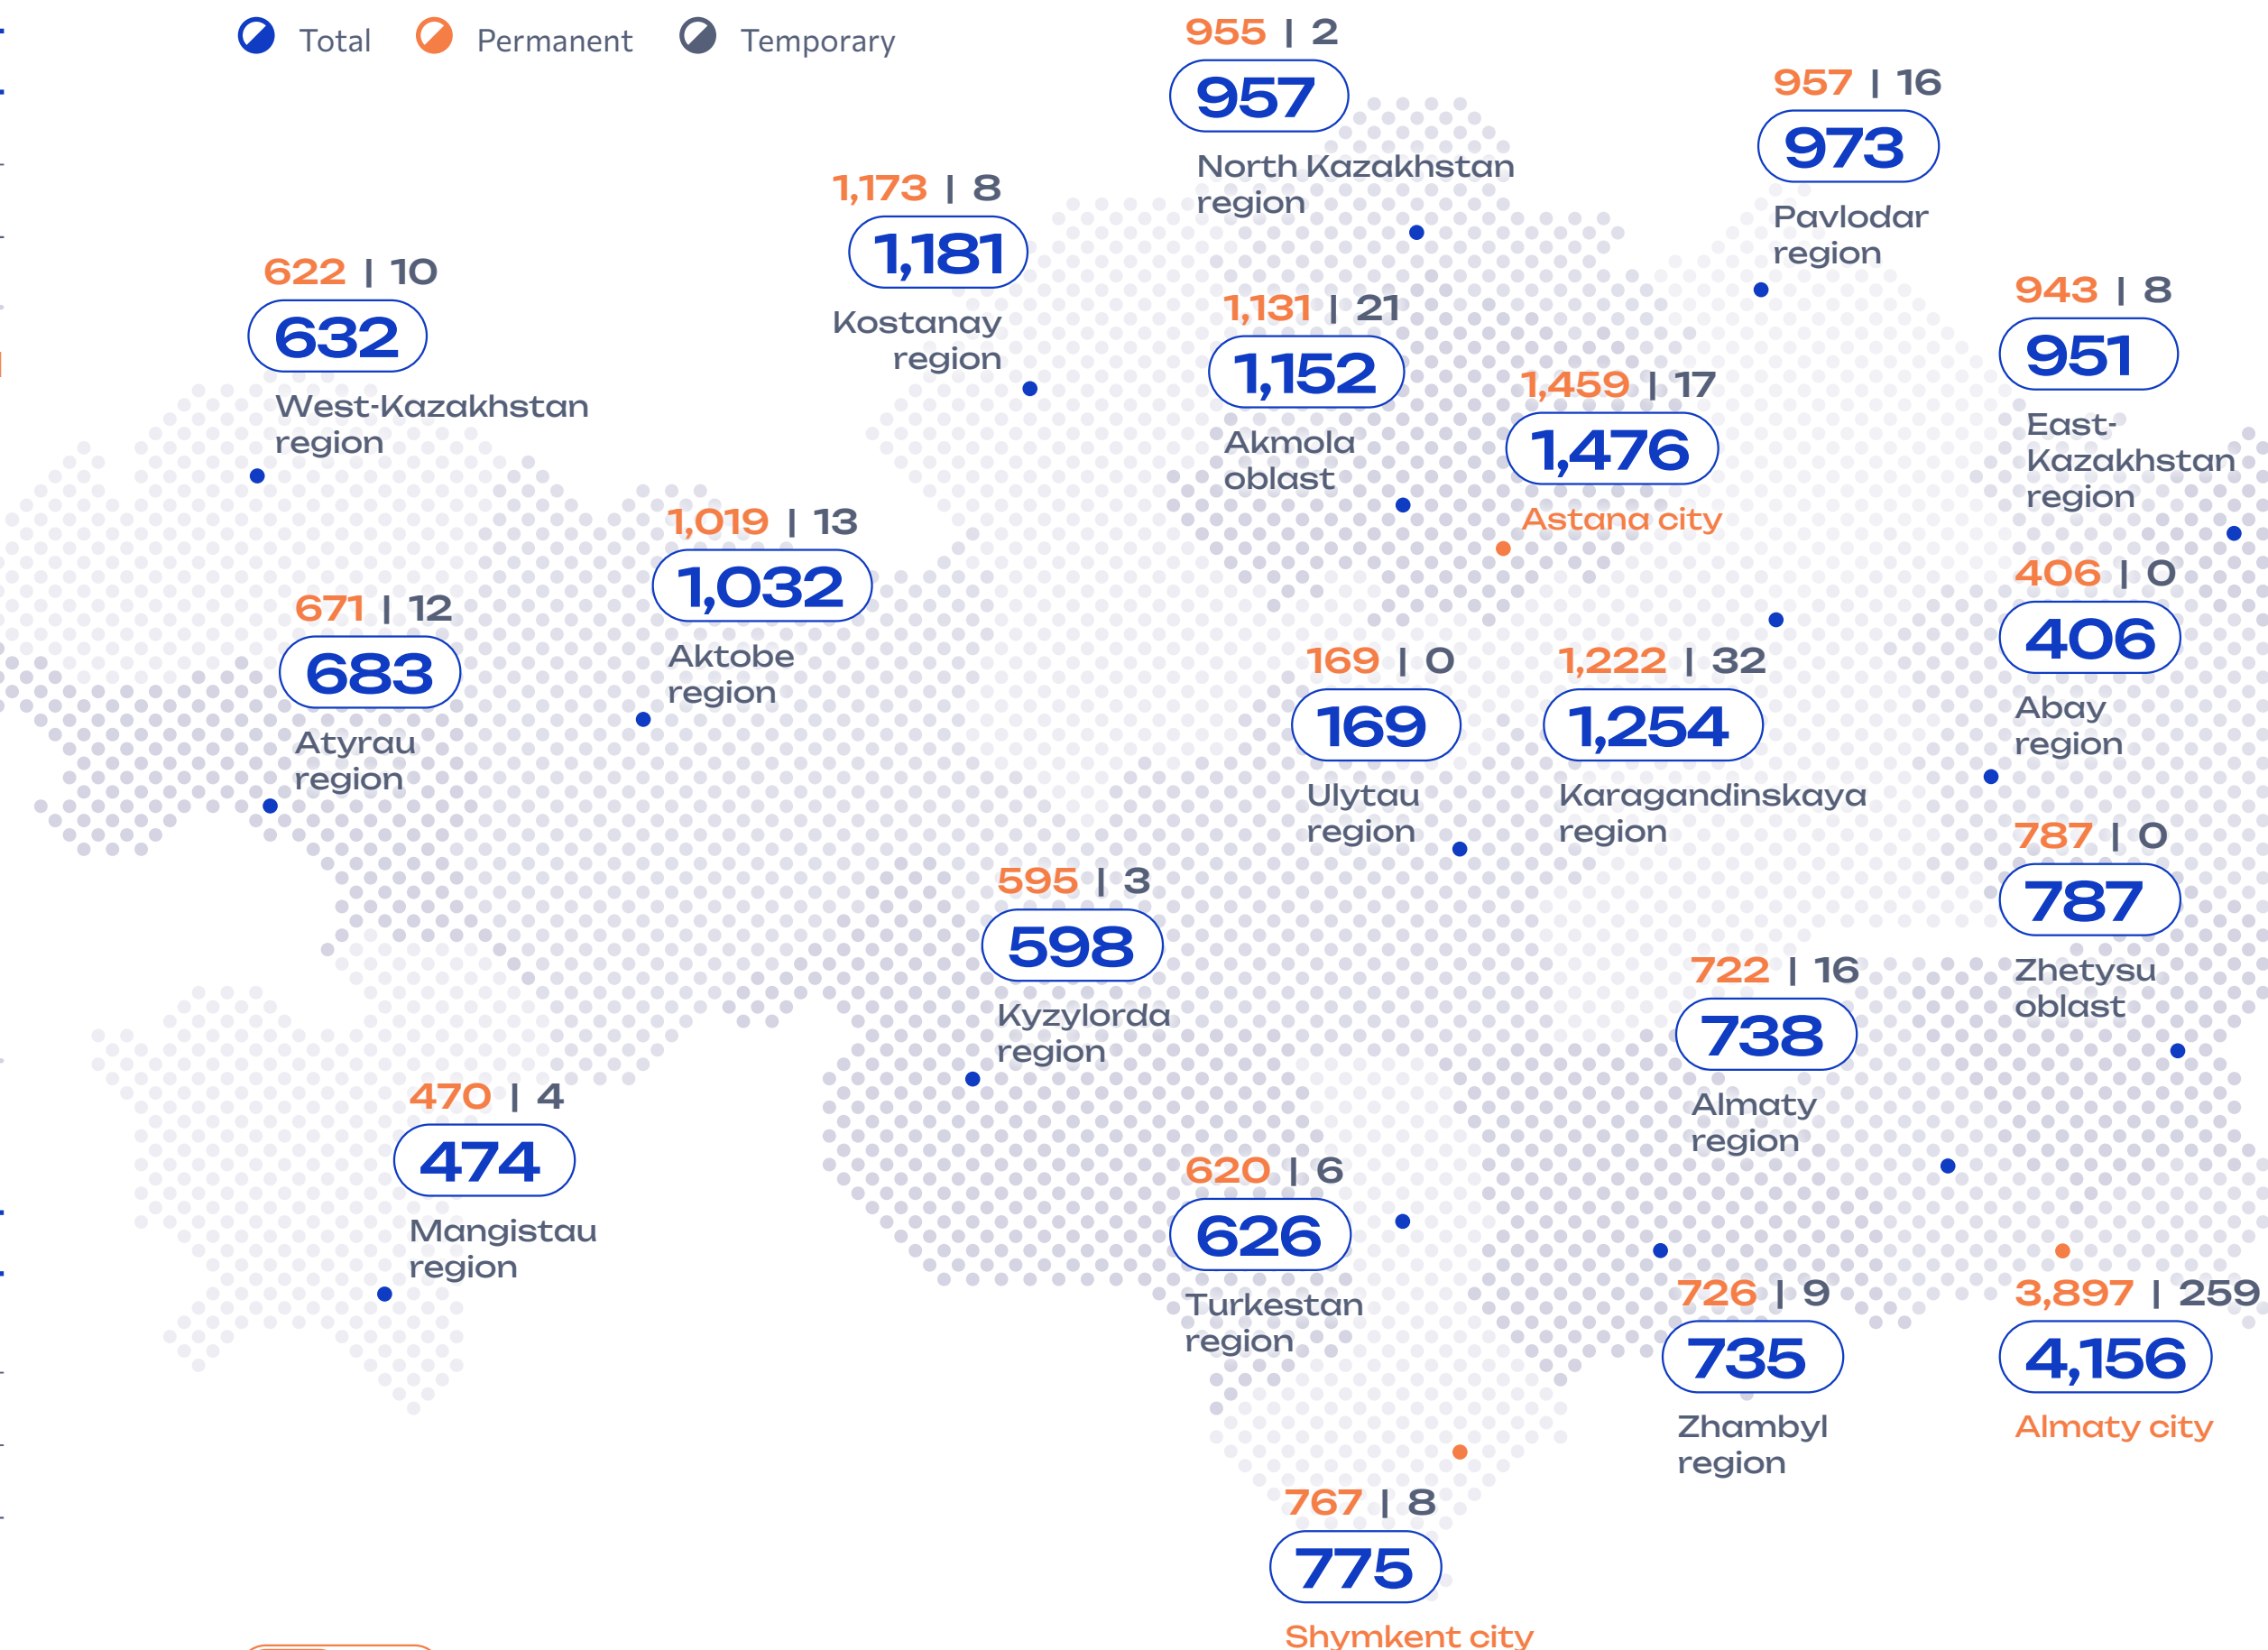 Total Permanent Temporary
955 | 2
957
North Kazakhstan
region
957 | 16
973
Pavlodar
region
1,173 | 8
1,181
Kostanay
region
622 | 10
632
West-Kazakhstan
region
1,131 | 21
1,152
Akmola
oblast
943 | 8
951
East-
Kazakhstan
region
1,459 | 17
1,476
Astana city
1,019 | 13
1,032
Aktobe
region
406 | 0
406
Abay
region
671 | 12
683
Atyrau
region
169 | 0
169
Ulytau
region
1,222 | 32
1,254
Karagandinskaya
region
787 | 0
787
Zhetysu
oblast
595 | 3
598
Kyzylorda
region
722 | 16
738
Almaty
region
470 | 4
474
Mangistau
region
620 | 6
626
Turkestan
region
726 | 9
735
Zhambyl
region
3,897 | 259
4,156
Almaty city
767 | 8
775
Shymkent city